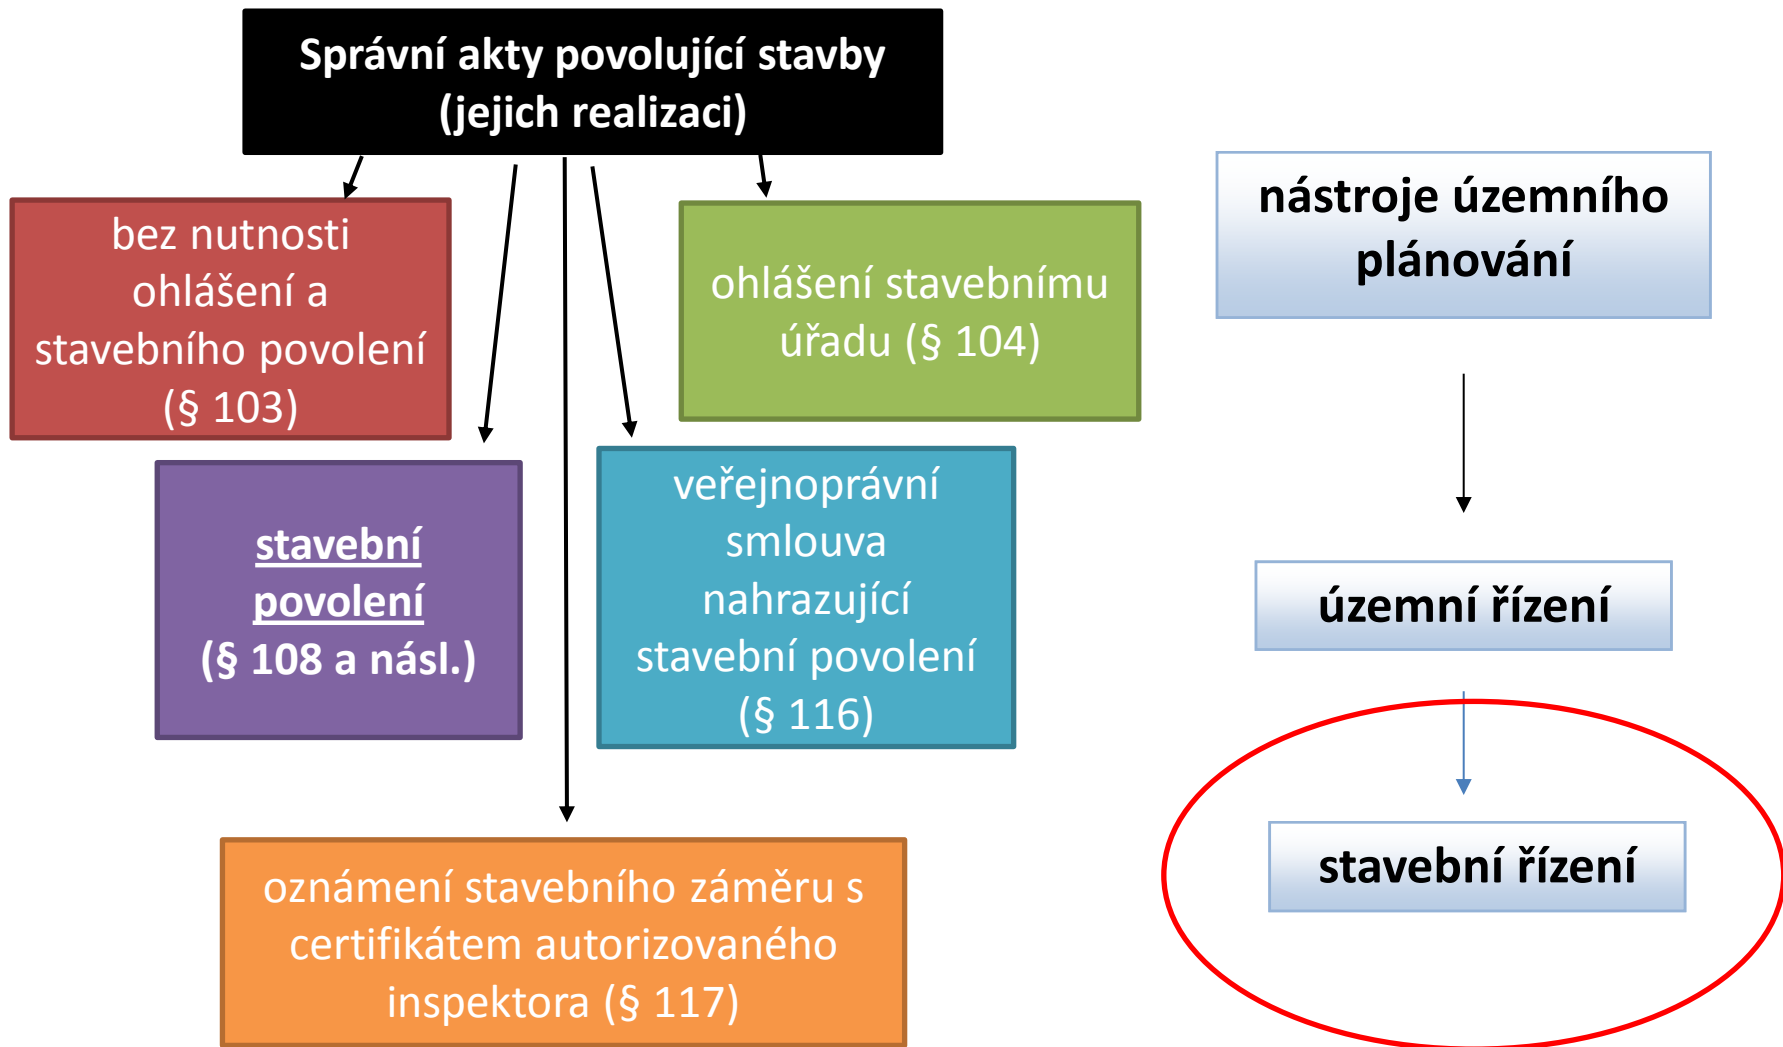 Správní akty povolující stavby
(jejich realizaci)
bez nutnosti
ohlášení a
stavebního povolení
(§ 103)
ohlášení stavebnímu
úřadu (§ 104)
stavební
povolení
(§ 108 a násl.)
veřejnoprávní
smlouva
nahrazující
stavební povolení
(§ 116)
oznámení stavebního záměru s
certifikátem autorizovaného
inspektora (§ 117)
nástroje územního
plánování
územní řízení
stavební řízení